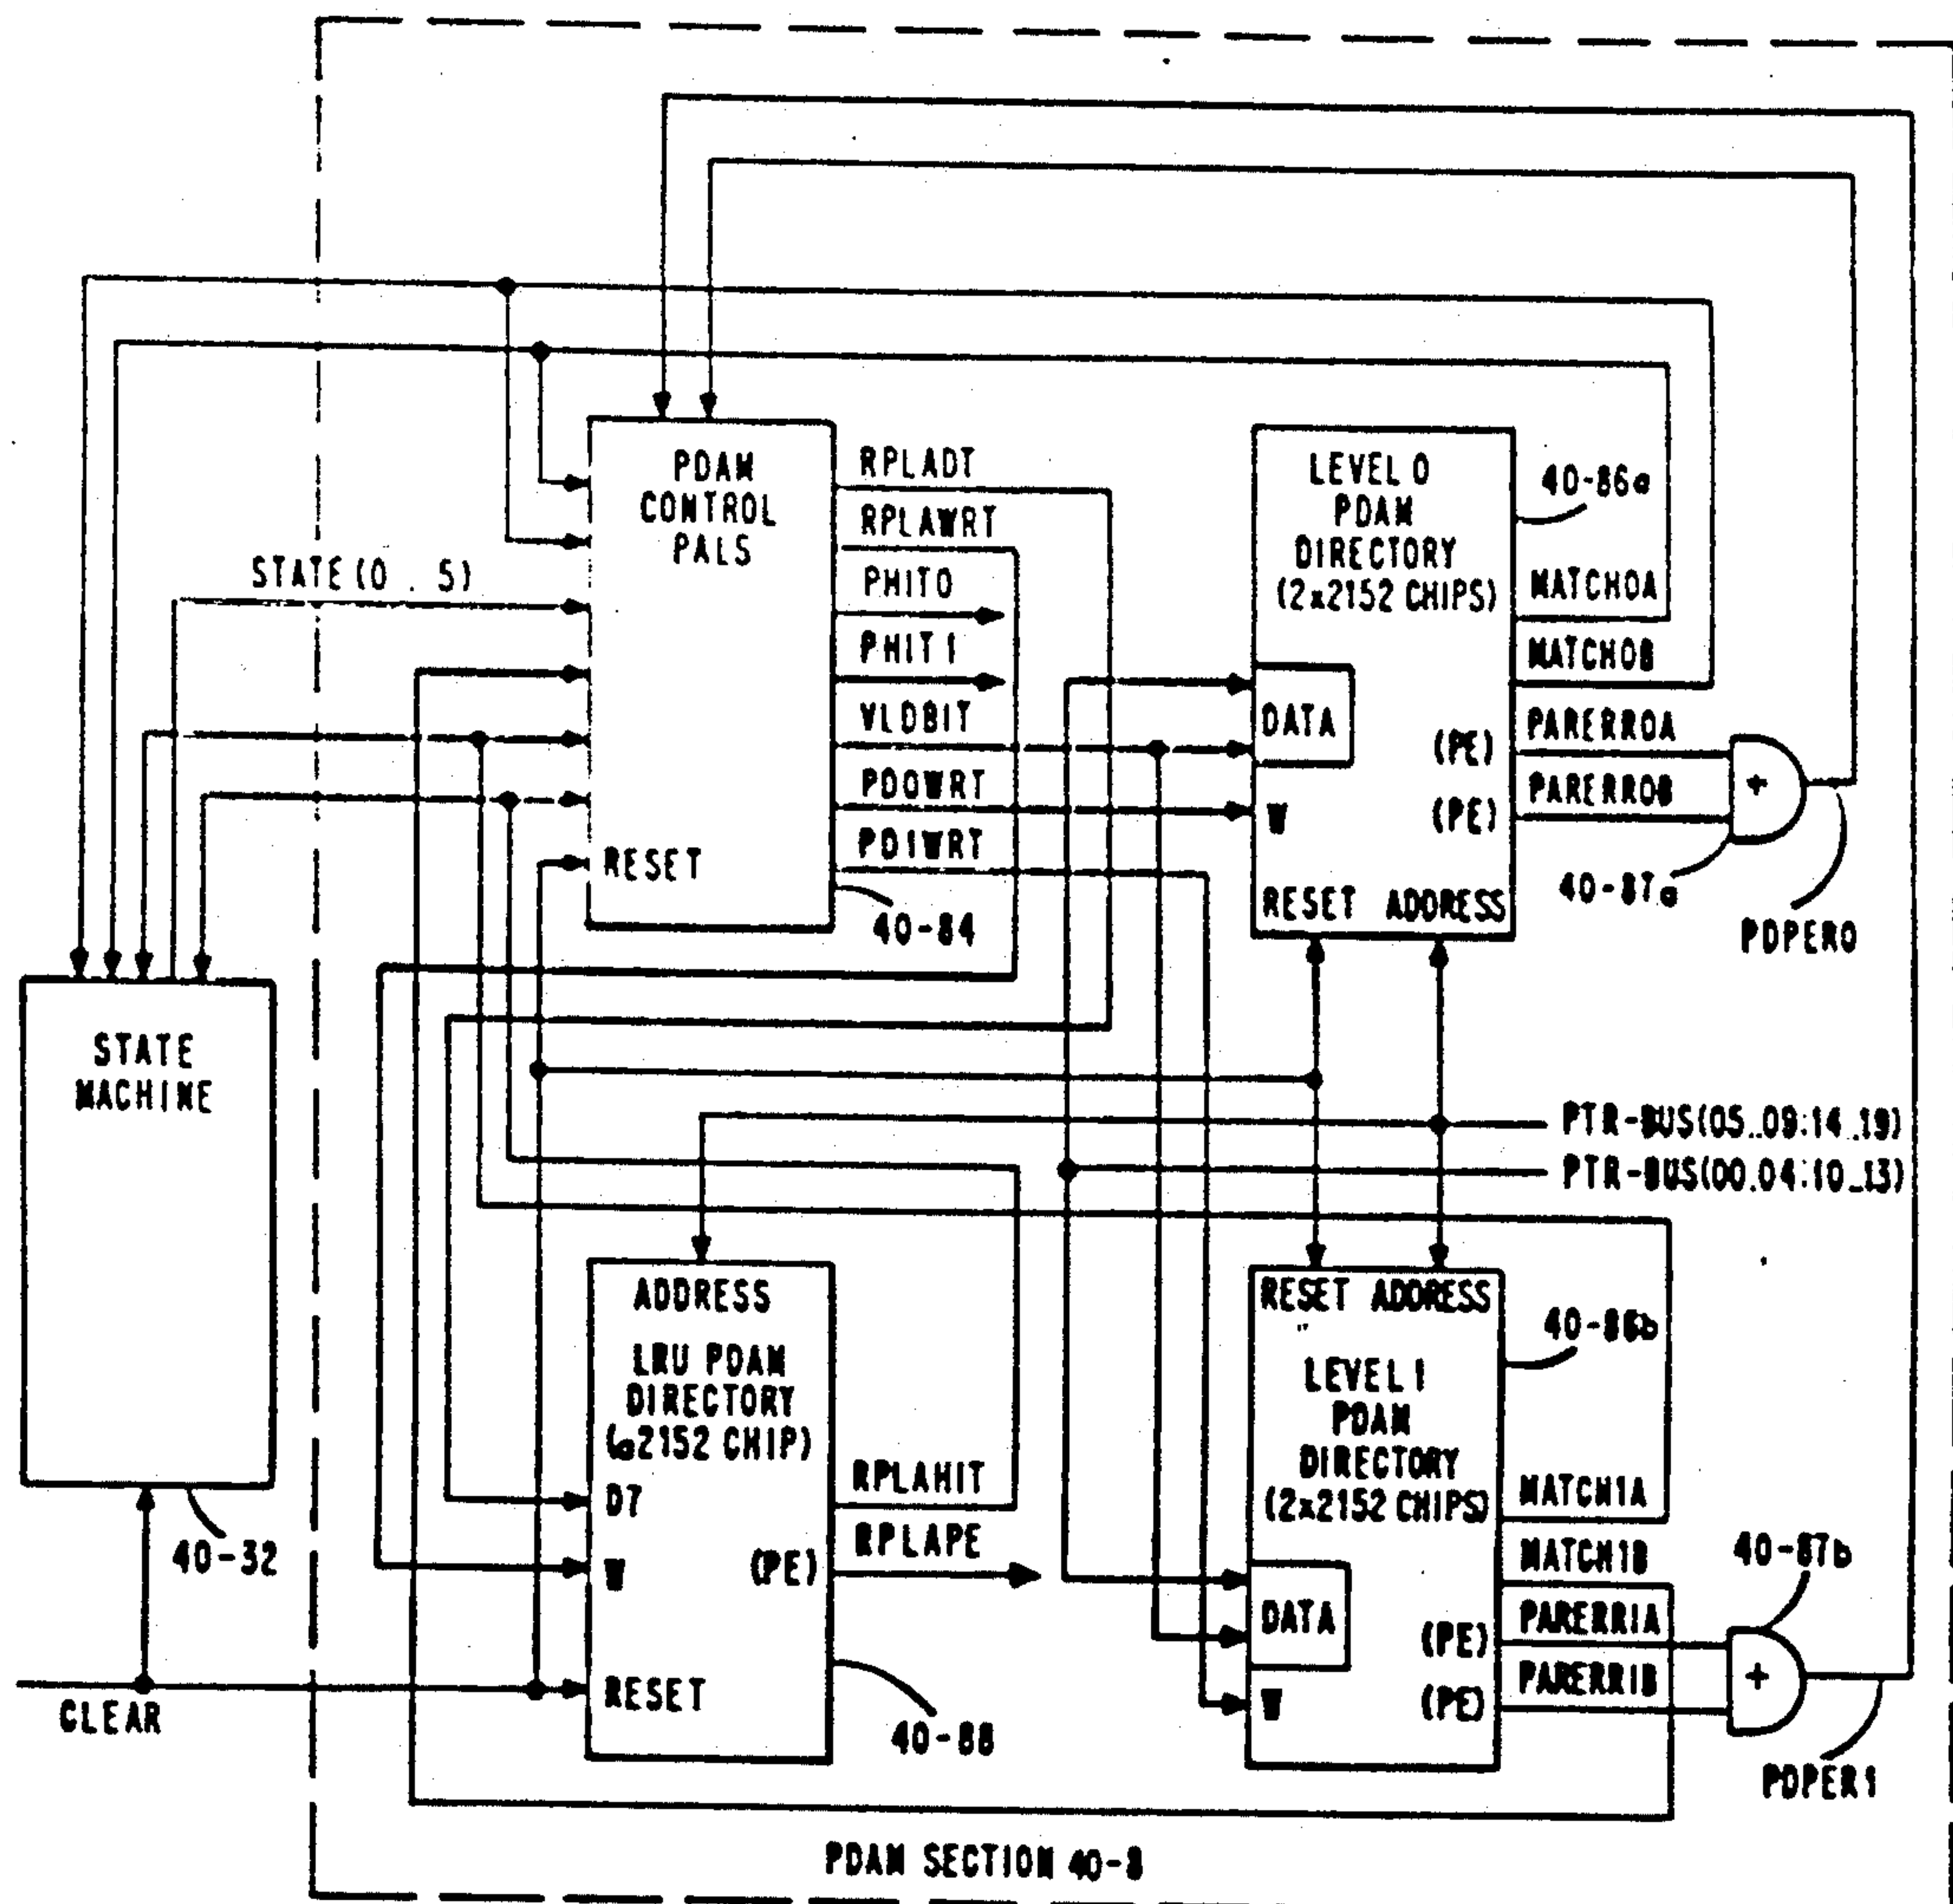 PDAM
CONTROL
PALS
RESET
40-84
STATE (0 . 5)
RPLADT
RPLAWRT
PHIT0
PHIT1
VLDBIT
PD0WRT
PD1WRT
LEVEL 0
PDAM
DIRECTORY
(2x2152 CHIPS)
40-86a
MATCH0A
MATCH0B
DATA
(PE)
PARERR0A
(PE)
PARERR0B
W
RESET ADDRESS
+
40-87a
PDPER0
STATE
MACHINE
40-32
CLEAR
PTR-BUS(05..09:14..19)
PTR-BUS(00.04:10..13)
ADDRESS
LRU PDAM
DIRECTORY
(a2152 CHIP)
D7
W
(PE)
RESET
RPLAHIT
RPLAPE
40-88
RESET ADDRESS
40-86b
LEVEL 1
PDAM
DIRECTORY
(2x2152 CHIPS)
MATCH1A
MATCH1B
DATA
(PE)
PARERR1A
(PE)
PARERR1B
W
+
40-87b
PDPER1
PDAM SECTION 40-8